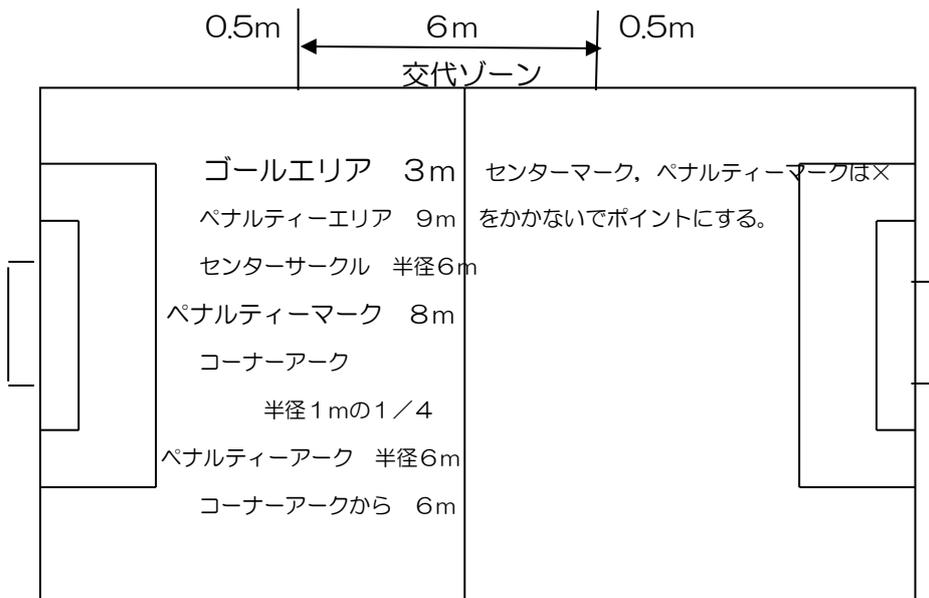 0.5m 6m 0.5m
交代ゾーン
ゴールエリア 3m
ペナルティーエリア 9m
センターサークル 半径6m
ペナルティーマーク 8m
コーナーアーク
半径1mの1/4
ペナルティーアーク 半径6m
コーナーアークから 6m
センターマーク，ペナルティーマークは×
をかかないでポイントにする。